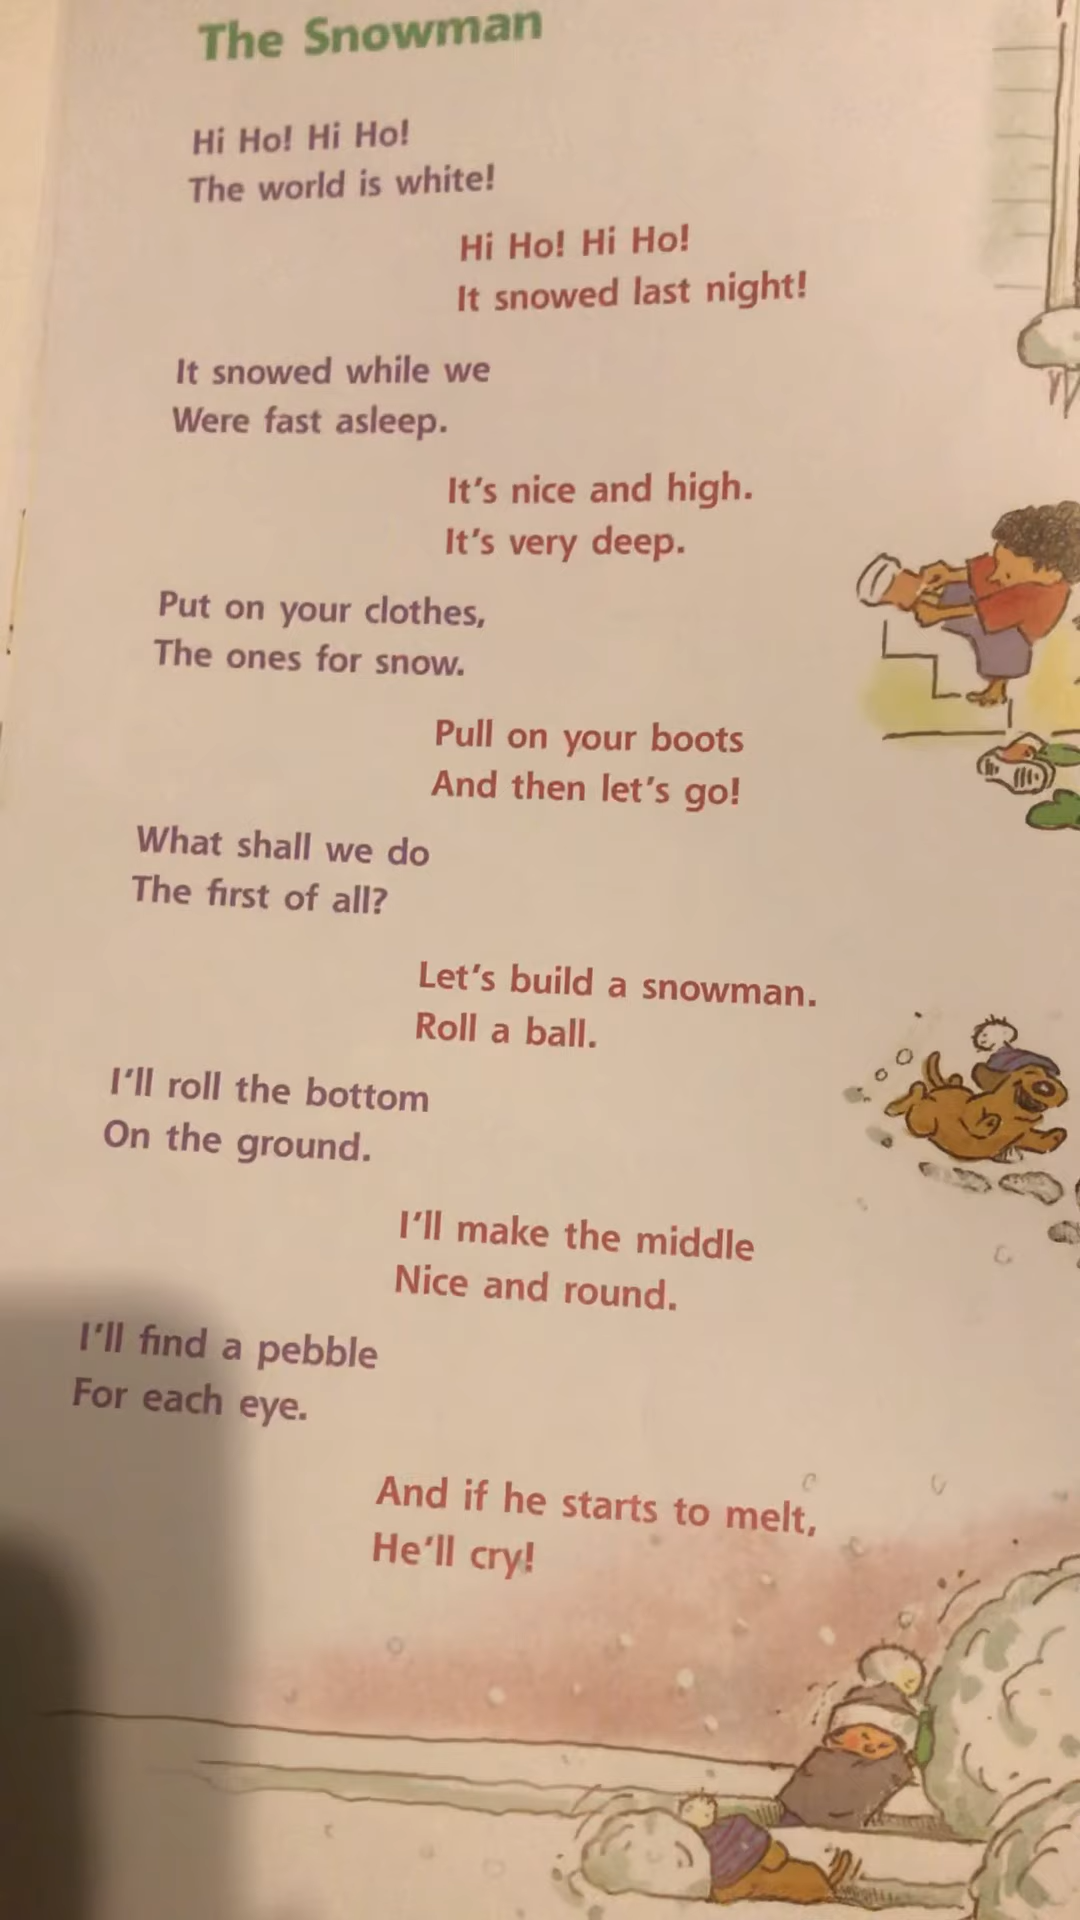 The Snowman
Hi Ho! Hi Ho!
The world is white!
Hi Ho! Hi Ho!
It snowed last night!
It snowed while we
Were fast asleep.
It's nice and high.
It's very deep.
Put on your clothes,
The ones for snow.
Pull on your boots
And then let's go!
What shall we do
The first of all?
Let's build a snowman.
Roll a ball.
I'll roll the bottom
On the ground.
I'll make the middle
Nice and round.
I'll find a pebble
For each eye.
And if he starts to melt,
He'll cry!